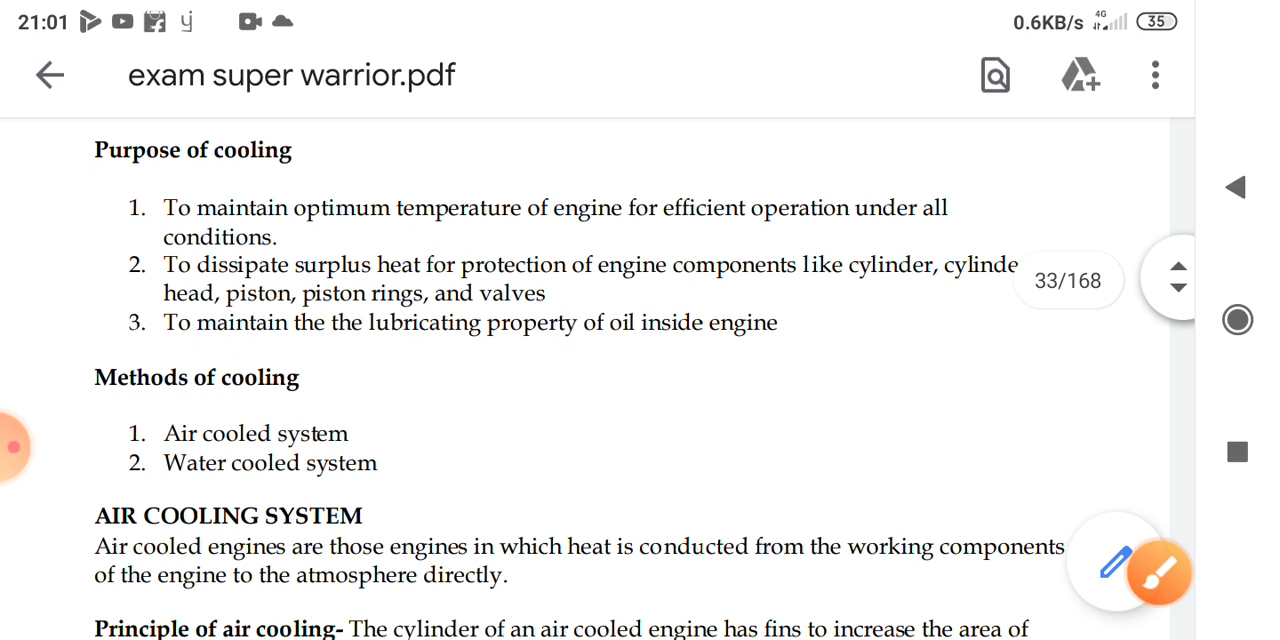 21:01
0.6KB/s 4G 35
exam super warrior.pdf
Purpose of cooling
1. To maintain optimum temperature of engine for efficient operation under all
conditions.
2. To dissipate surplus heat for protection of engine components like cylinder, cylinde
head, piston, piston rings, and valves
33/168
3. To maintain the the lubricating property of oil inside engine
Methods of cooling
1. Air cooled system
2. Water cooled system
AIR COOLING SYSTEM
Air cooled engines are those engines in which heat is conducted from the working components
of the engine to the atmosphere directly.
Principle of air cooling- The cylinder of an air cooled engine has fins to increase the area of